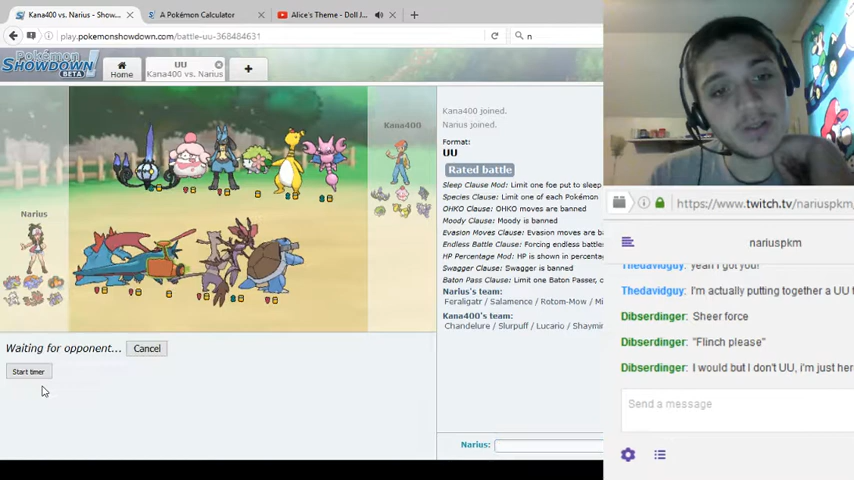 Kana400 vs. Narius - Show...
A Pokémon Calculator
Alice's Theme - Doll J...
play.pokemonshowdown.com/battle-uu-368484631
n
Pokémon
SHOWDOWN!
BETA
Home
UU
Kana400 vs. Narius
Kana400
Narius
Kana400 joined.
Narius joined.
Format:
UU
Rated battle
Sleep Clause Mod: Limit one foe put to sleep
Species Clause: Limit one of each Pokémon
OHKO Clause: OHKO moves are banned
Moody Clause: Moody is banned
Evasion Moves Clause: Evasion moves are b
Endless Battle Clause: Forcing endless battl
HP Percentage Mod: HP is shown in percenta
Swagger Clause: Swagger is banned
Baton Pass Clause: Limit one Baton Passer, c
Narius's team:
Feraligatr / Salamence / Rotom-Mow / Mi
Kana400's team:
Chandelure / Slurpuff / Lucario / Shaymin
Waiting for opponent... Cancel
Start timer
Narius:
https://www.twitch.tv/nariuspkm/
nariuspkm
Thedavidguy: yeah I got you!
Thedavidguy: I'm actually putting together a UU t
Dibserdinger: Sheer force
Dibserdinger: "Flinch please"
Dibserdinger: I would but I don't UU, i'm just her
Send a message